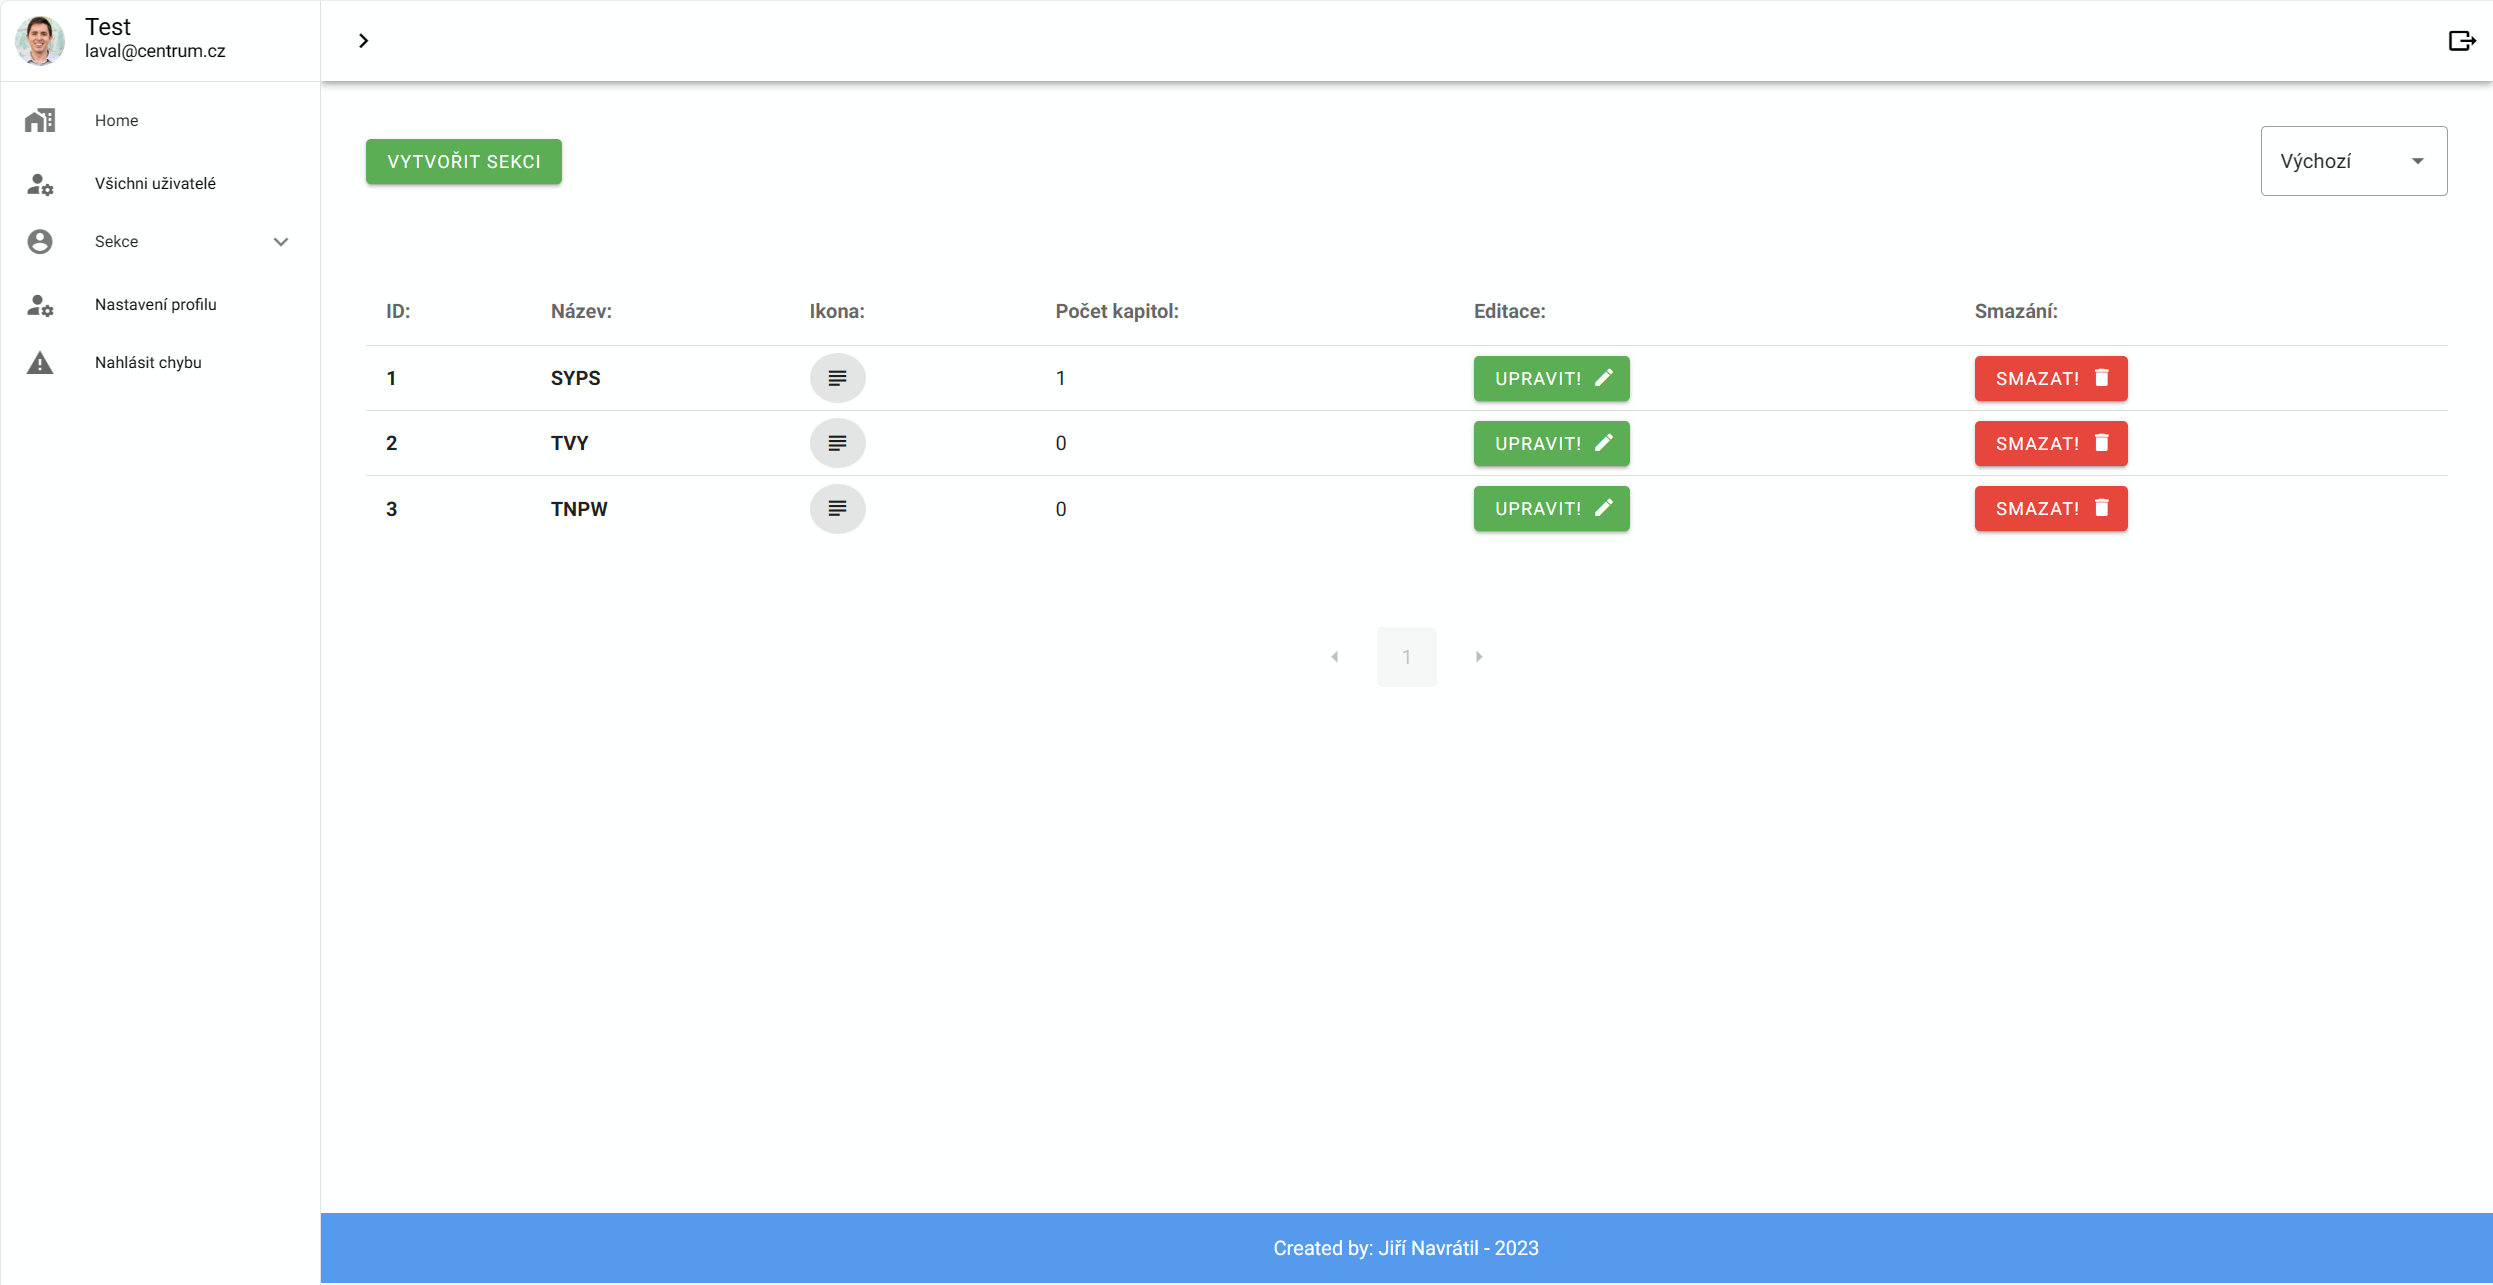 Test
laval@centrum.cz
Home
Všichni uživatelé
Sekce
Nastavení profilu
Nahlásit chybu
VYTVOŘIT SEKCI
Výchozí
ID: Název: Ikona: Počet kapitol: Editace: Smazání:
1 SYPS 1 UPRAVIT! SMAZAT!
2 TVY 0 UPRAVIT! SMAZAT!
3 TNPW 0 UPRAVIT! SMAZAT!
1
Created by: Jiří Navrátil - 2023